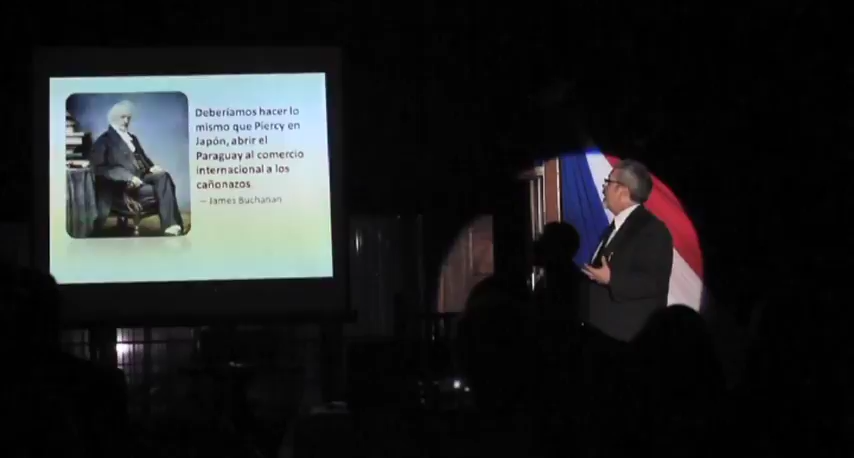 Deberíamos hacer lo
mismo que Piercy en
Japón, abrir el
Paraguay al comercio
internacional a los
cañonazos.
— James Buchanan